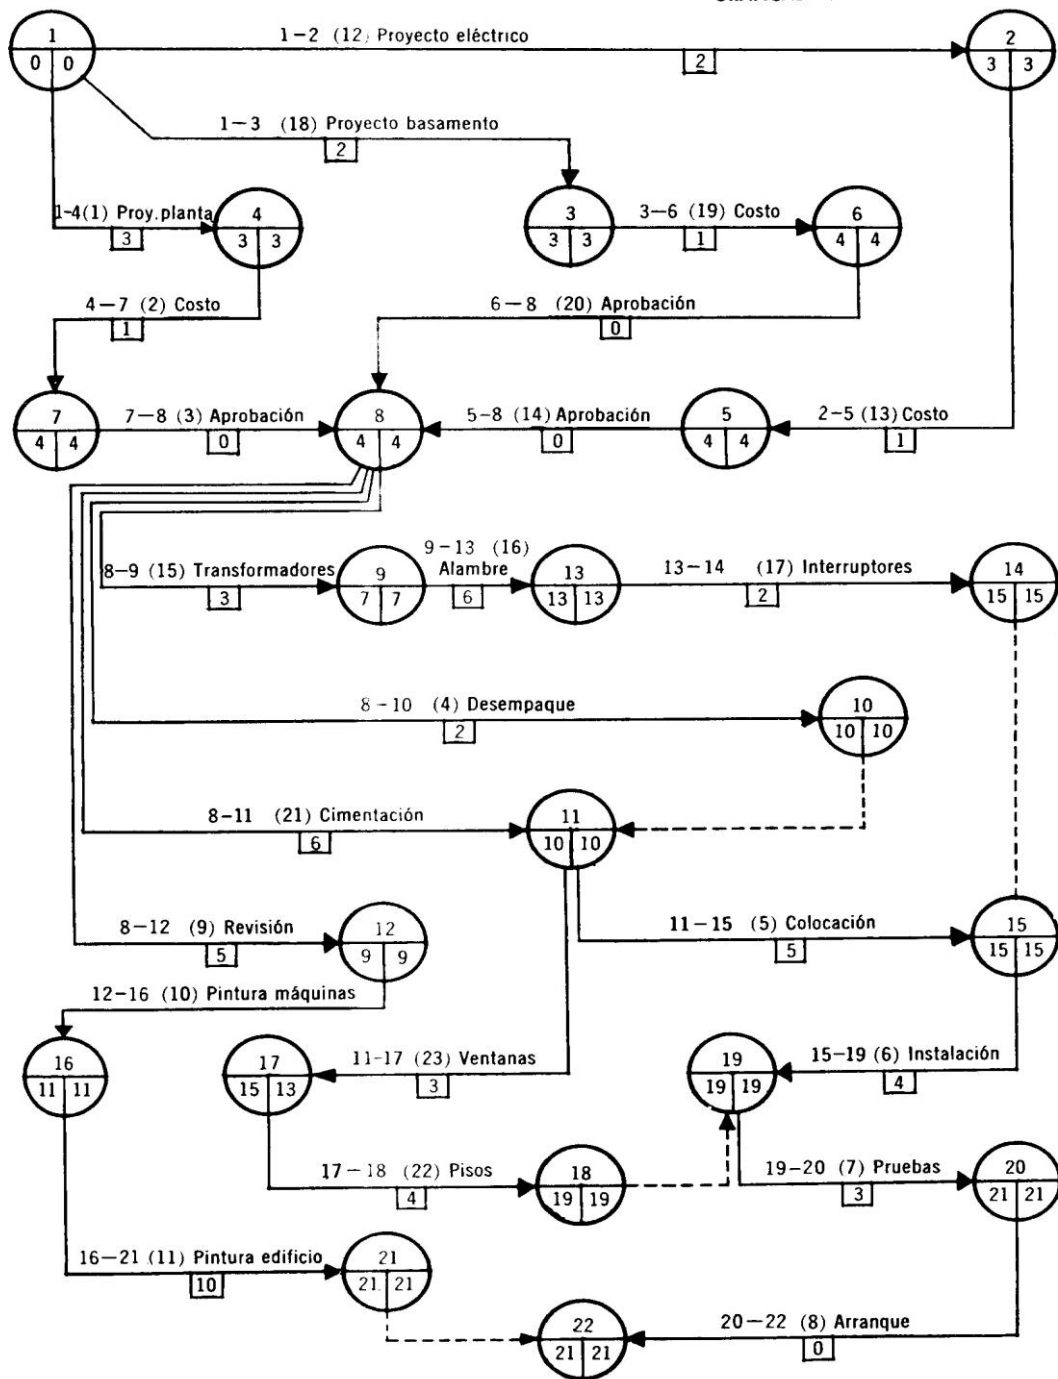 1
0 0
1-2 (12) Proyecto eléctrico
2
2
3 3
1-3 (18) Proyecto basamento
2
1-4(1) Proy.planta
3
4
3 3
3
3 3
3-6 (19) Costo
1
6
4 4
4-7 (2) Costo
1
6-8 (20) Aprobación
0
7
4 4
7-8 (3) Aprobación
0
8
4 4
5-8 (14) Aprobación
0
5
4 4
2-5 (13) Costo
1
8-9 (15) Transformadores
3
9
7 7
9-13 (16)
Alambre
6
13
13 13
13-14 (17) Interruptores
2
14
15 15
8-10 (4) Desempaque
2
10
10 10
8-11 (21) Cimentación
6
11
10 10
8-12 (9) Revisión
5
12
9 9
11-15 (5) Colocación
5
15
15 15
12-16 (10) Pintura máquinas
16
11 11
17
15 13
11-17 (23) Ventanas
3
19
19 19
15-19 (6) Instalación
4
17-18 (22) Pisos
4
18
19 19
19-20 (7) Pruebas
3
20
21 21
16-21 (11) Pintura edificio
10
21
21 21
22
21 21
20-22 (8) Arranque
0